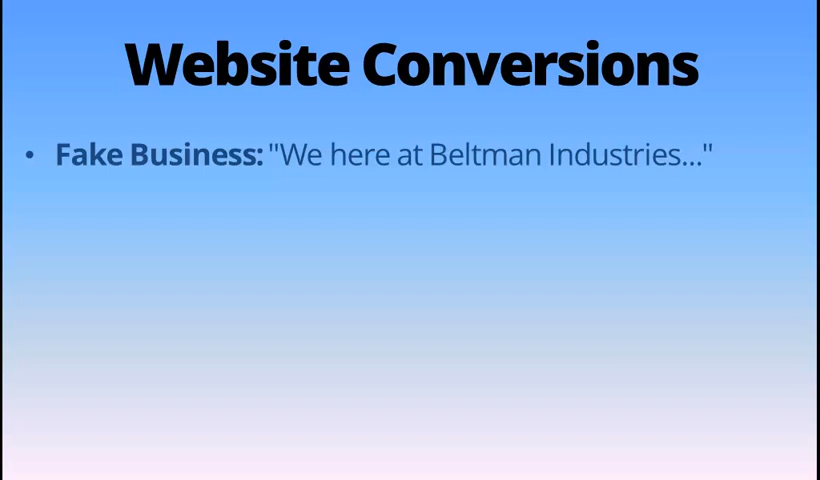 Website Conversions
• Fake Business: "We here at Beltman Industries..."